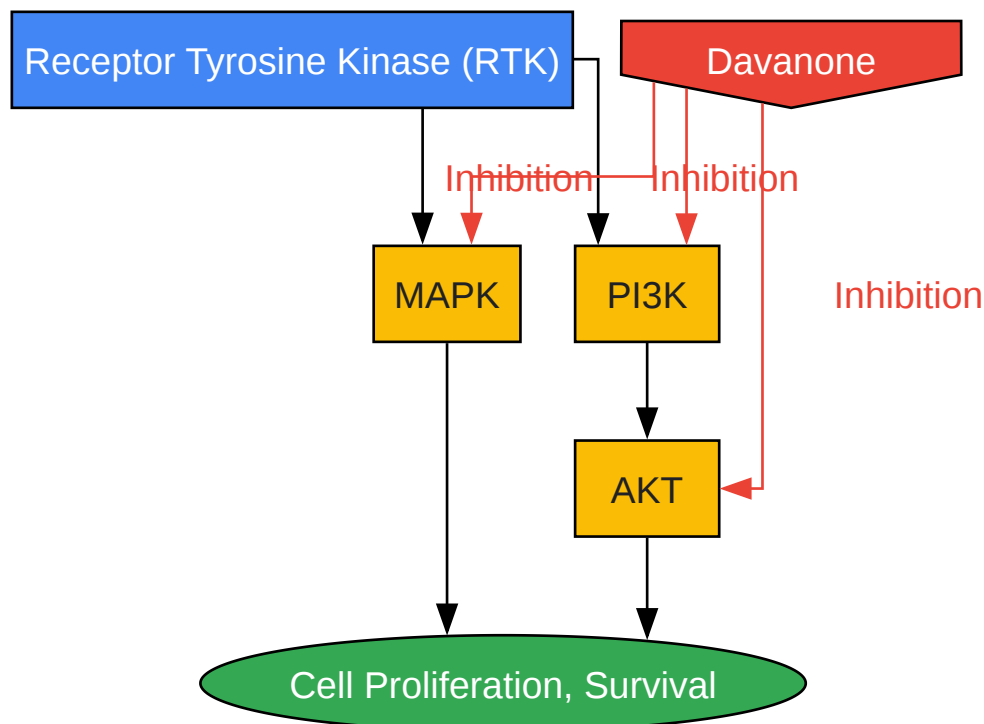 Receptor Tyrosine Kinase (RTK)
Davanone
Inhibition
Inhibition
MAPK
PI3K
Inhibition
AKT
Cell Proliferation, Survival